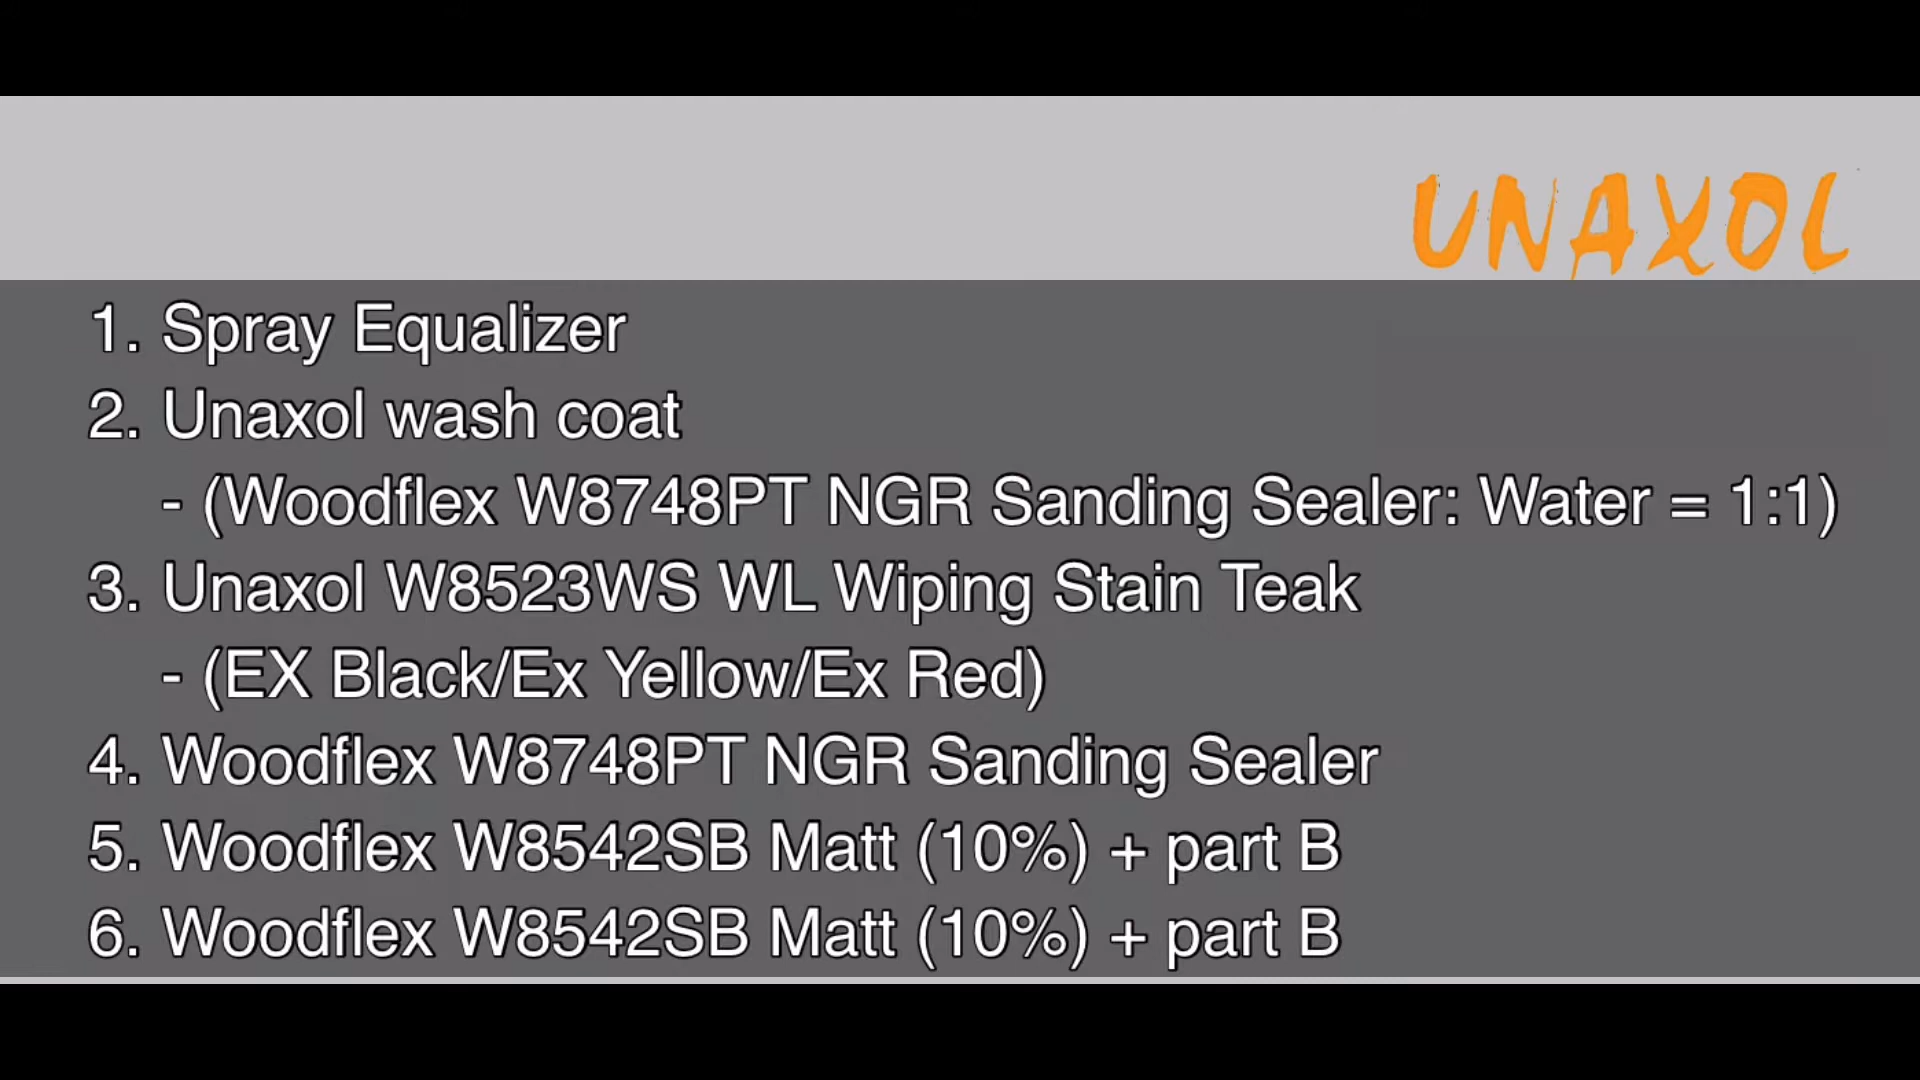 UNAXOL
1. Spray Equalizer
2. Unaxol wash coat
- (Woodflex W8748PT NGR Sanding Sealer: Water = 1:1)
3. Unaxol W8523WS WL Wiping Stain Teak
- (EX Black/Ex Yellow/Ex Red)
4. Woodflex W8748PT NGR Sanding Sealer
5. Woodflex W8542SB Matt (10%) + part B
6. Woodflex W8542SB Matt (10%) + part B